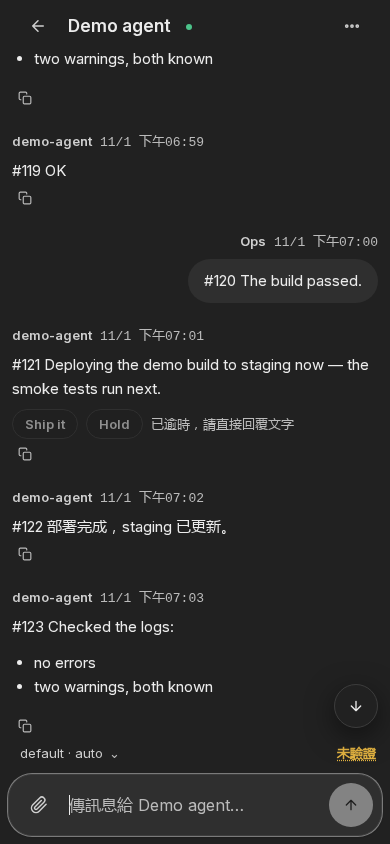 Demo agent
two warnings, both known
demo-agent 11/1 下午06:59
#119 OK
Ops 11/1 下午07:00
#120 The build passed.
demo-agent 11/1 下午07:01
#121 Deploying the demo build to staging now — the
smoke tests run next.
Ship it Hold 已逾時，請直接回覆文字
demo-agent 11/1 下午07:02
#122 部署完成，staging 已更新。
demo-agent 11/1 下午07:03
#123 Checked the logs:
no errors
two warnings, both known
default · auto 未驗證
傳訊息給 Demo agent…